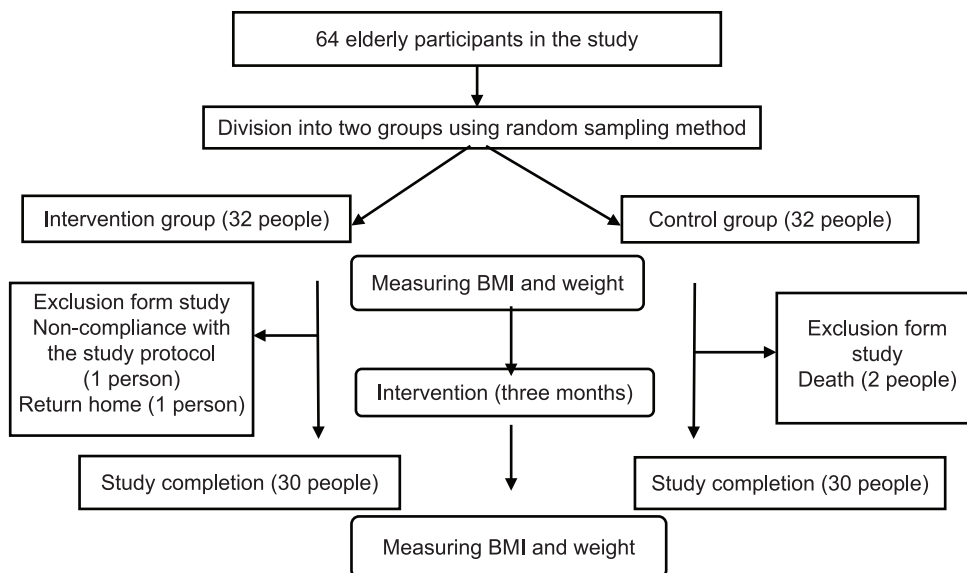 64 elderly participants in the study
Division into two groups using random sampling method
Intervention group (32 people)
Control group (32 people)
Measuring BMI and weight
Exclusion form study
Non-compliance with
the study protocol
(1 person)
Return home (1 person)
Exclusion form
study
Death (2 people)
Intervention (three months)
Study completion (30 people)
Study completion (30 people)
Measuring BMI and weight